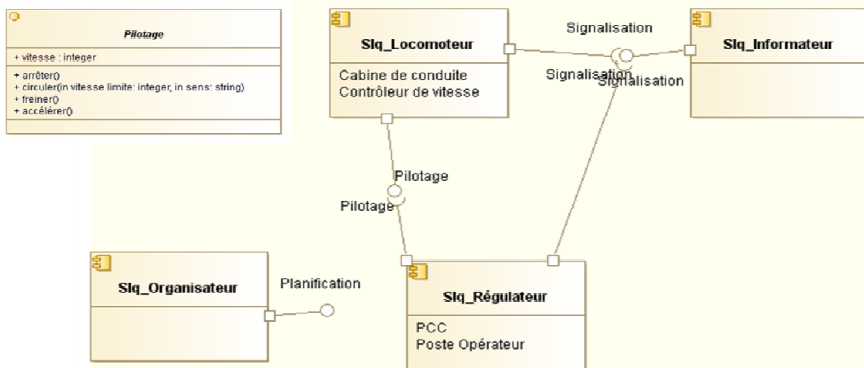 Pilotage
+ vitesse : integer
+ arrêter()
+ circuler(in vitesse limite: integer, in sens: string)
+ freiner()
+ accélérer()
Slq_Locomoteur
Cabine de conduite
Contrôleur de vitesse
Signalisation
Signalisation
Signalisation
Slq_Informateur
Pilotage
Pilotage
Slq_Organisateur
Planification
Slq_Régulateur
PCC
Poste Opérateur